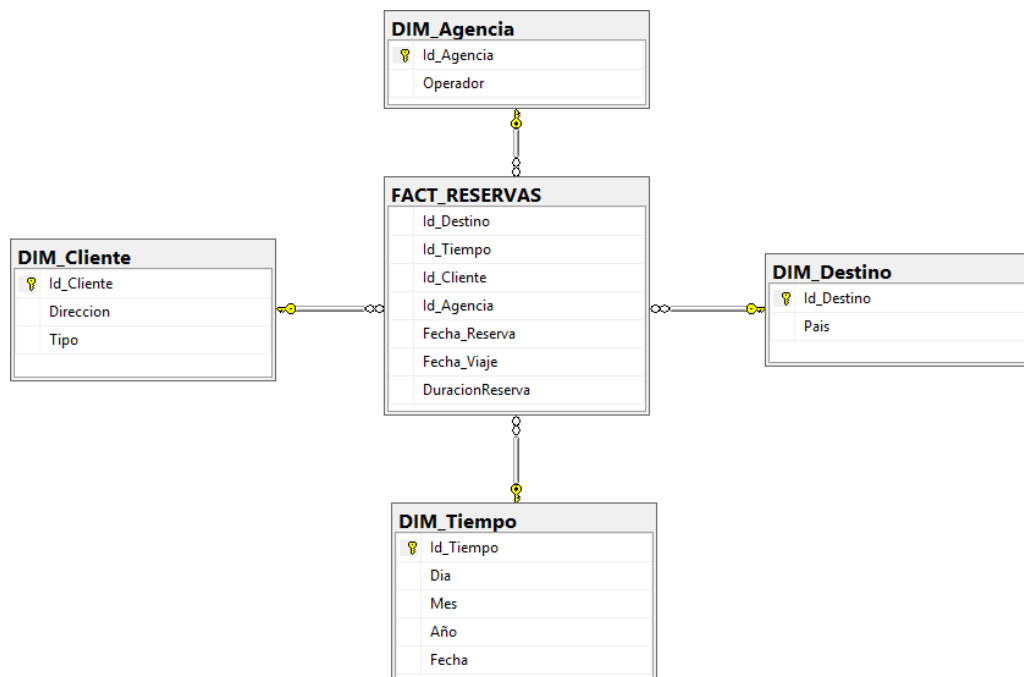 DIM_Agencia
Id_Agencia
Operador
FACT_RESERVAS
Id_Destino
Id_Tiempo
Id_Cliente
Id_Agencia
Fecha_Reserva
Fecha_Viaje
DuracionReserva
DIM_Cliente
Id_Cliente
Direccion
Tipo
DIM_Destino
Id_Destino
Pais
DIM_Tiempo
Id_Tiempo
Dia
Mes
Año
Fecha